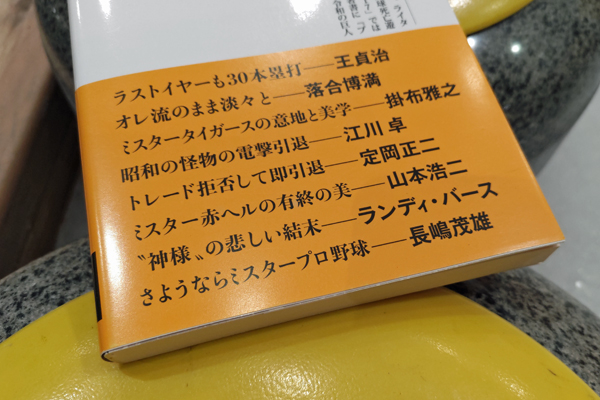 ラストイヤーも30本塁打──王貞治
オレ流のまま淡々と──落合博満
ミスタータイガースの意地と美学──掛布雅之
昭和の怪物の電撃引退──江川 卓
トレード拒否して即引退──定岡正二
ミスター赤ヘルの有終の美──山本浩二
〝神様〟の悲しい結末──ランディ・バース
さようならミスタープロ野球──長嶋茂雄